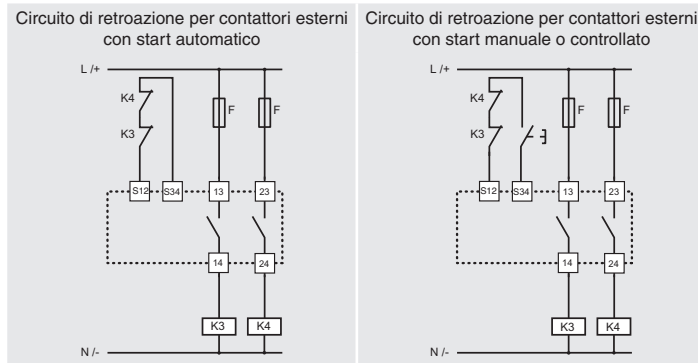 Circuito di retroazione per contattori esterni
con start automatico
L /+
K4
F
F
K3
S12
S34
13
23
14
24
K3
K4
N /-
Circuito di retroazione per contattori esterni
con start manuale o controllato
L /+
K4
F
F
K3
S12
S34
13
23
14
24
K3
K4
N /-